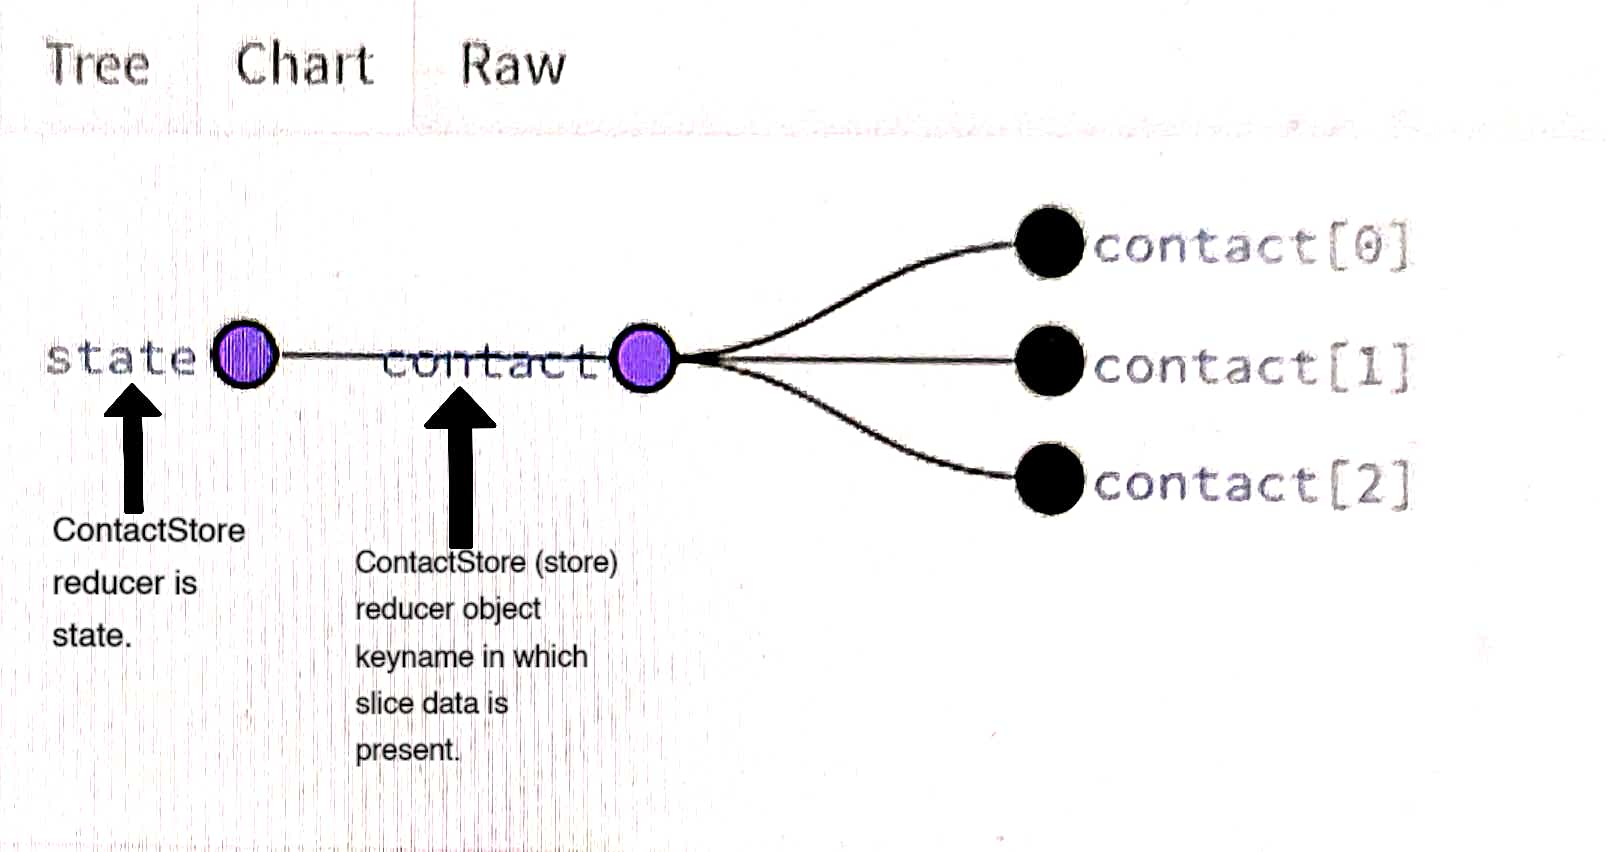 Tree Chart Raw
contact[0]
state contact contact[1]
contact[2]
ContactStore
reducer is
state.
ContactStore (store)
reducer object
keyname in which
slice data is
present.